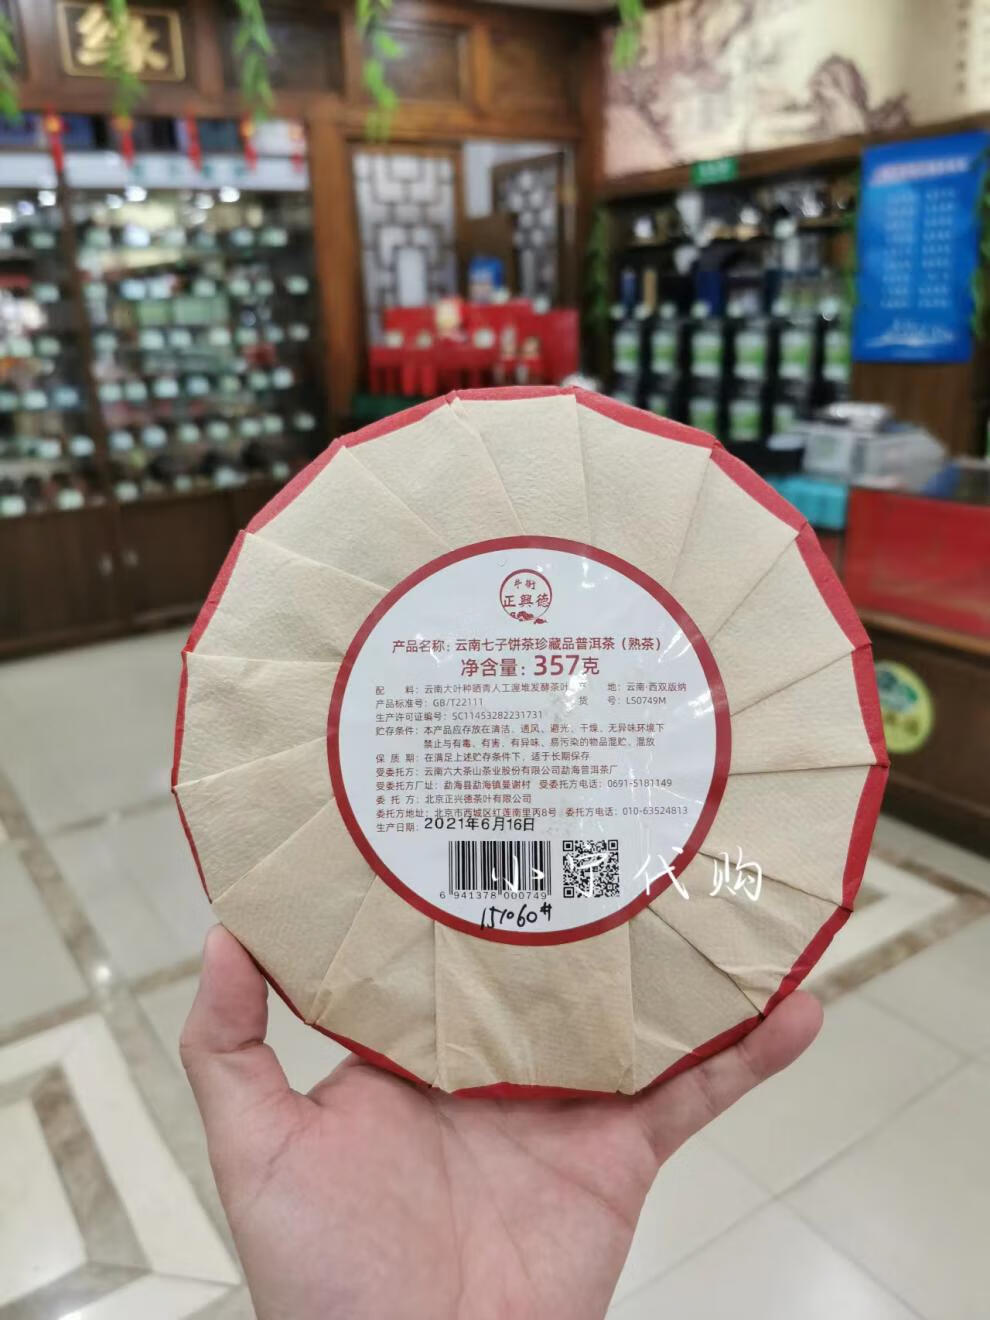 缘
牛街
正興德
产品名称：云南七子饼茶珍藏品普洱茶（熟茶）
净含量：357克
配 料：云南大叶种晒青人工渥堆发酵茶叶 产 地：云南·西双版纳
产品标准号：GB/T22111 货 号：LS0749M
生产许可证编号：SC11453282231731
贮存条件：本产品应存放在清洁、透风、避光、干燥、无异味环境下
禁止与有毒、有害、有异味、易污染的物品混贮、混放
保 质 期：在满足上述贮存条件下，适于长期保存
受委托方：云南六大茶山茶业股份有限公司勐海普洱茶厂
受委托方厂址：勐海县勐海镇曼谢村 受委托方电话：0691-5181149
委 托 方：北京正兴德茶叶有限公司
委托方地址：北京市西城区红莲南里丙8号 委托方电话：010-63524813
生产日期：2021年6月16日
6 941378 000749
小宁代购
151060#